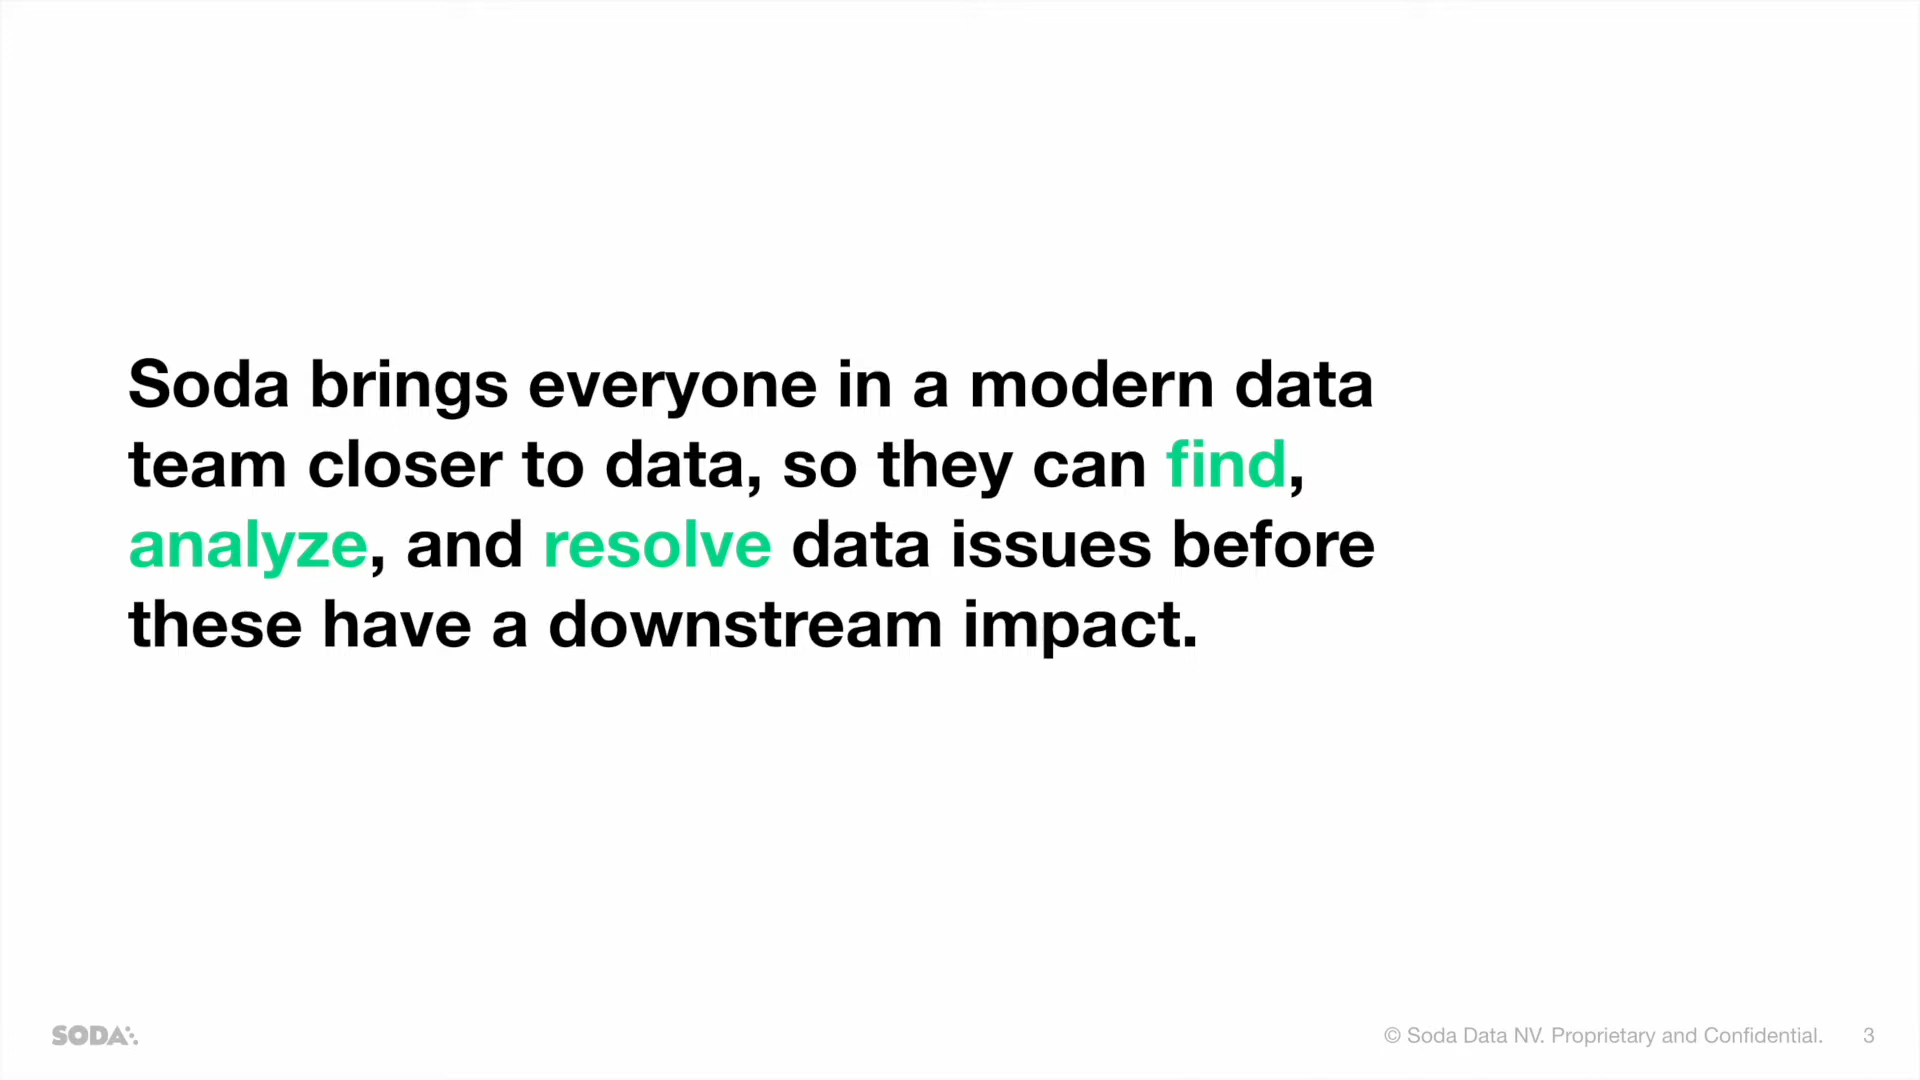 Soda brings everyone in a modern data
team closer to data, so they can find,
analyze, and resolve data issues before
these have a downstream impact.
SODA
© Soda Data NV. Proprietary and Confidential. 3